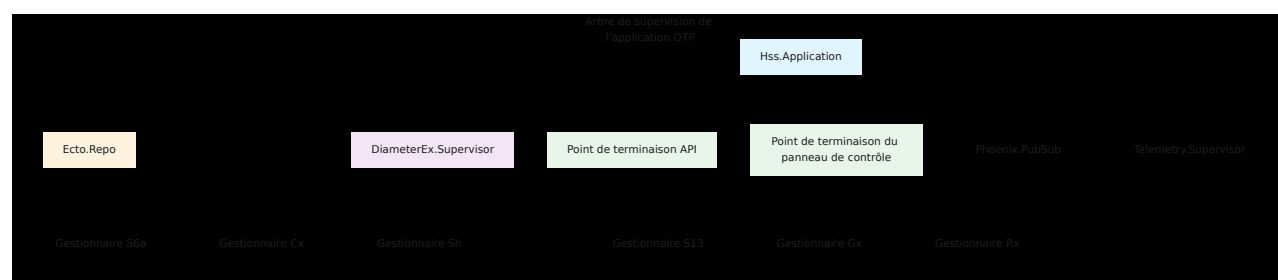 Arbre de supervision de
l'application OTP
Hss.Application
Ecto.Repo
DiameterEx.Supervisor
Point de terminaison API
Point de terminaison du
panneau de contrôle
Phoenix.PubSub
Telemetry.Supervisor
Gestionnaire S6a
Gestionnaire Cx
Gestionnaire Sh
Gestionnaire S13
Gestionnaire Gx
Gestionnaire Rx